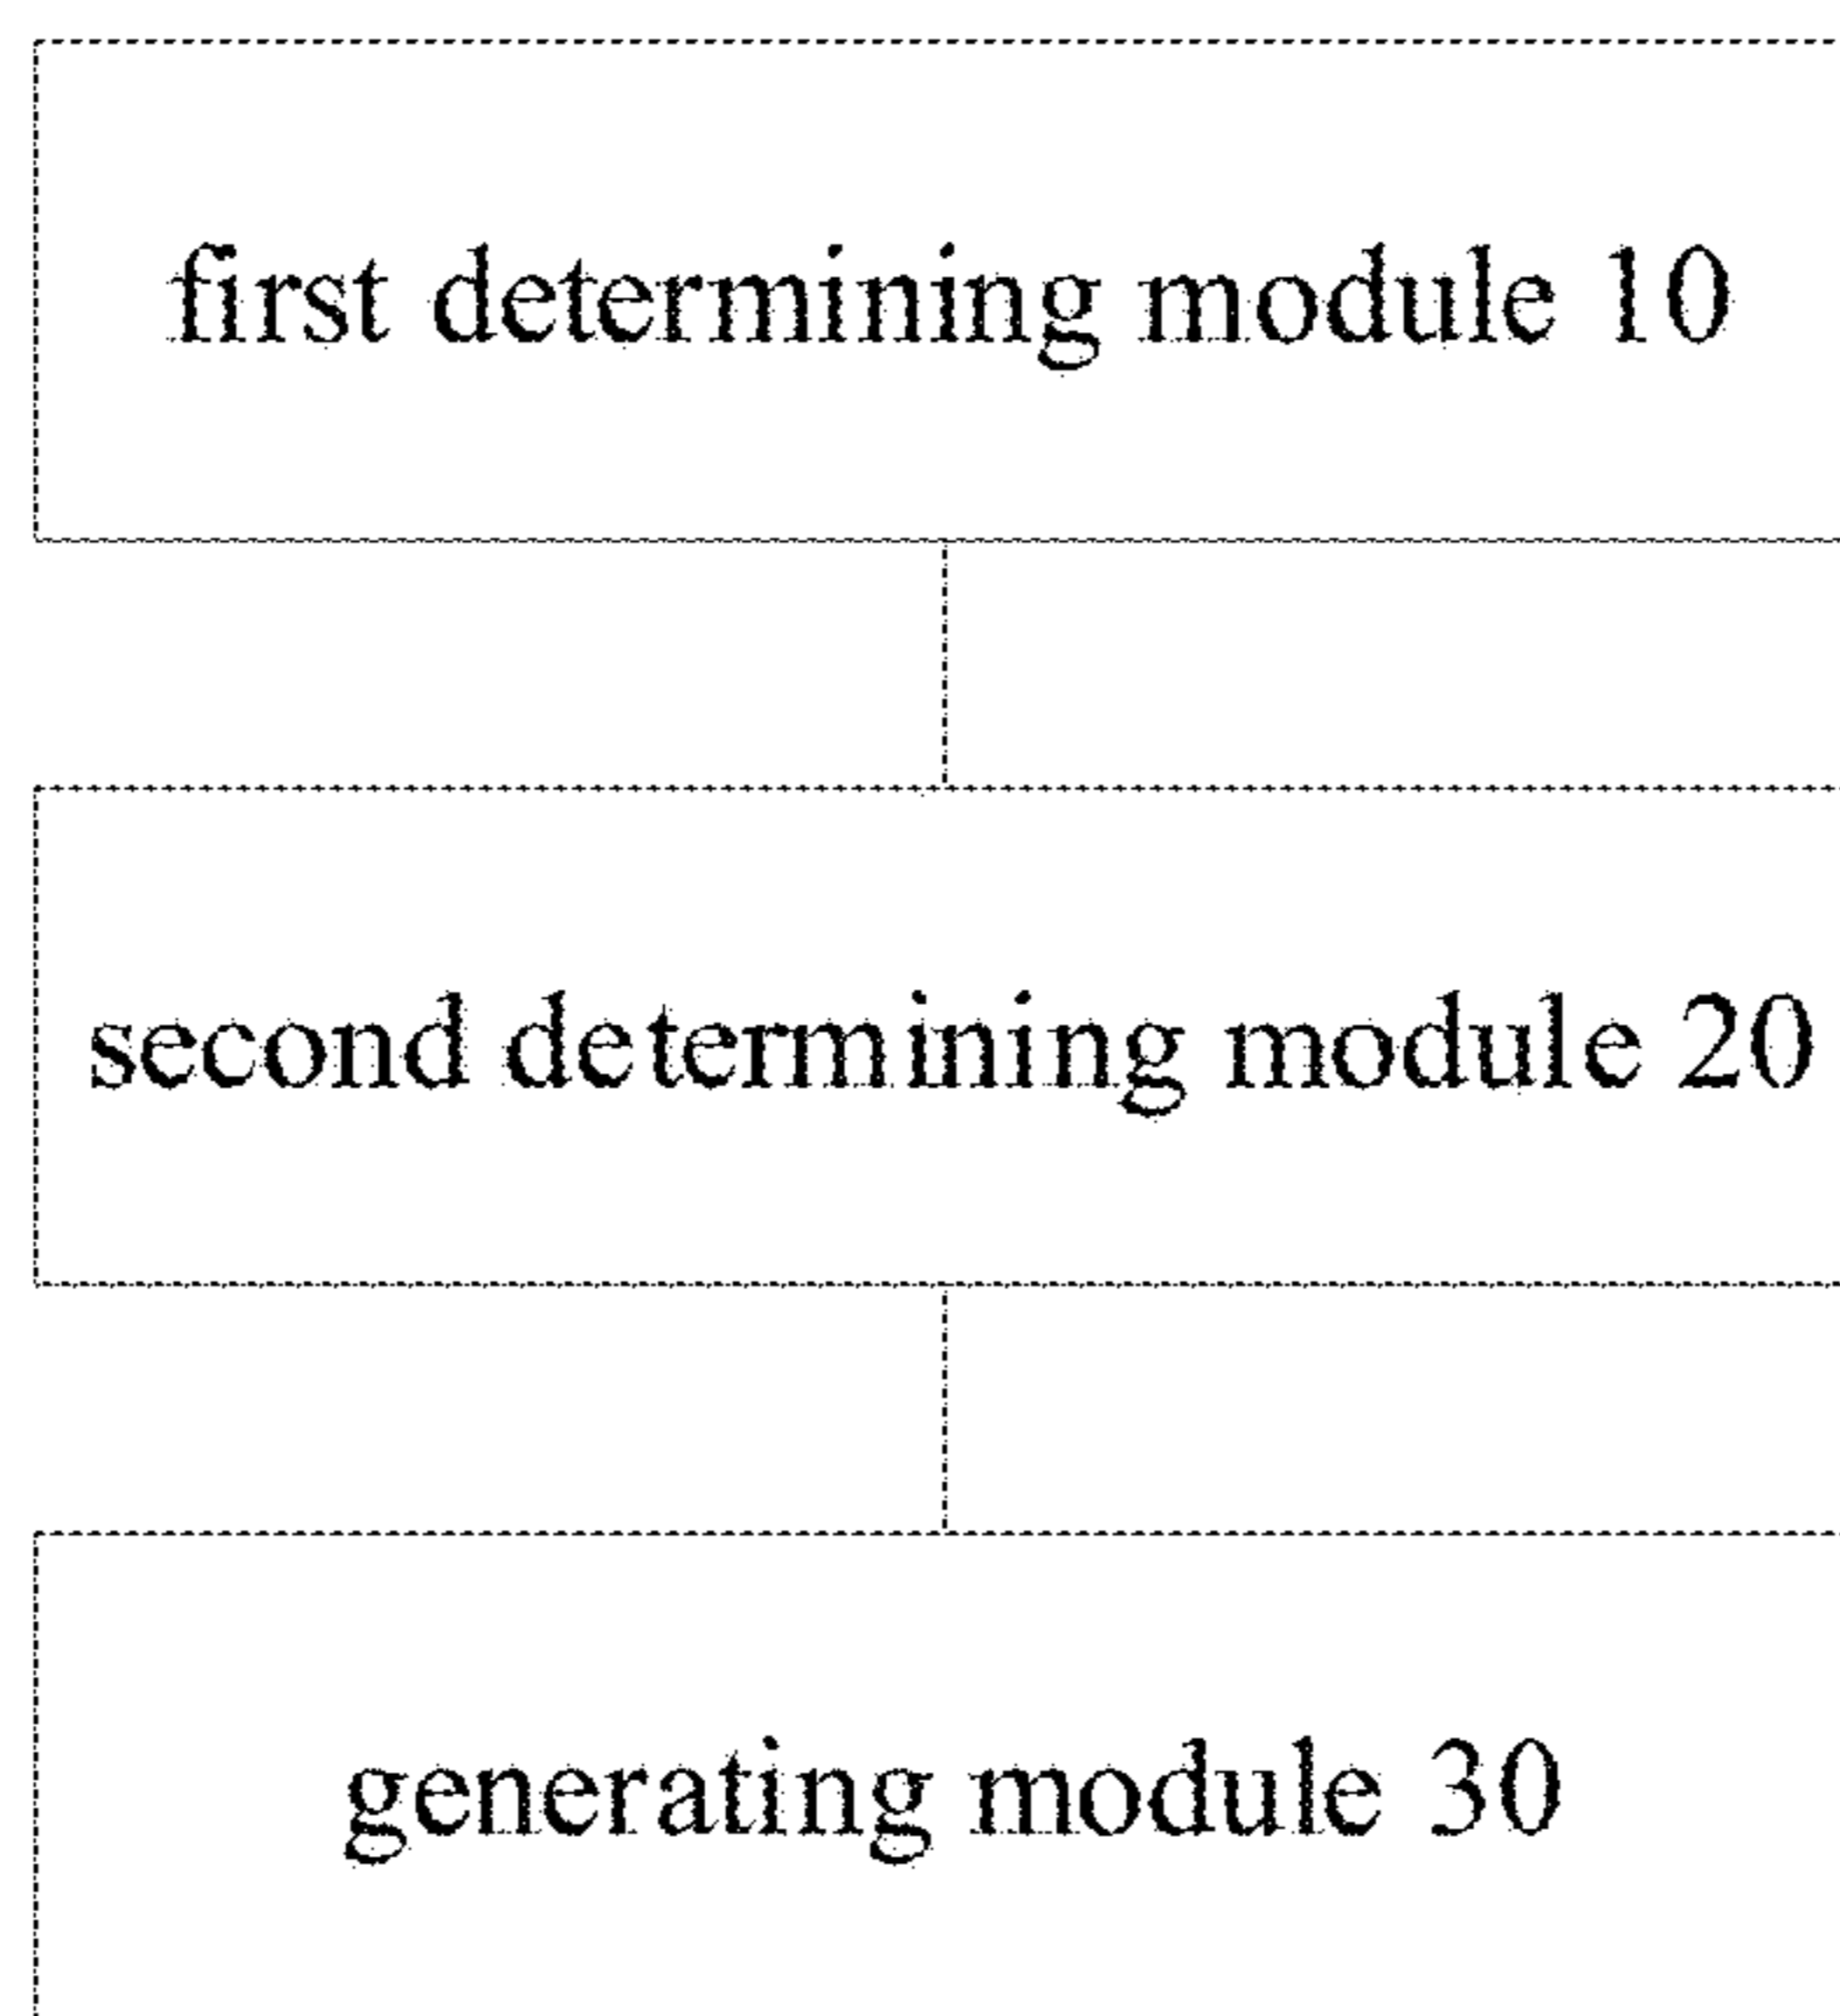 first determining module 10
second determining module 20
generating module 30